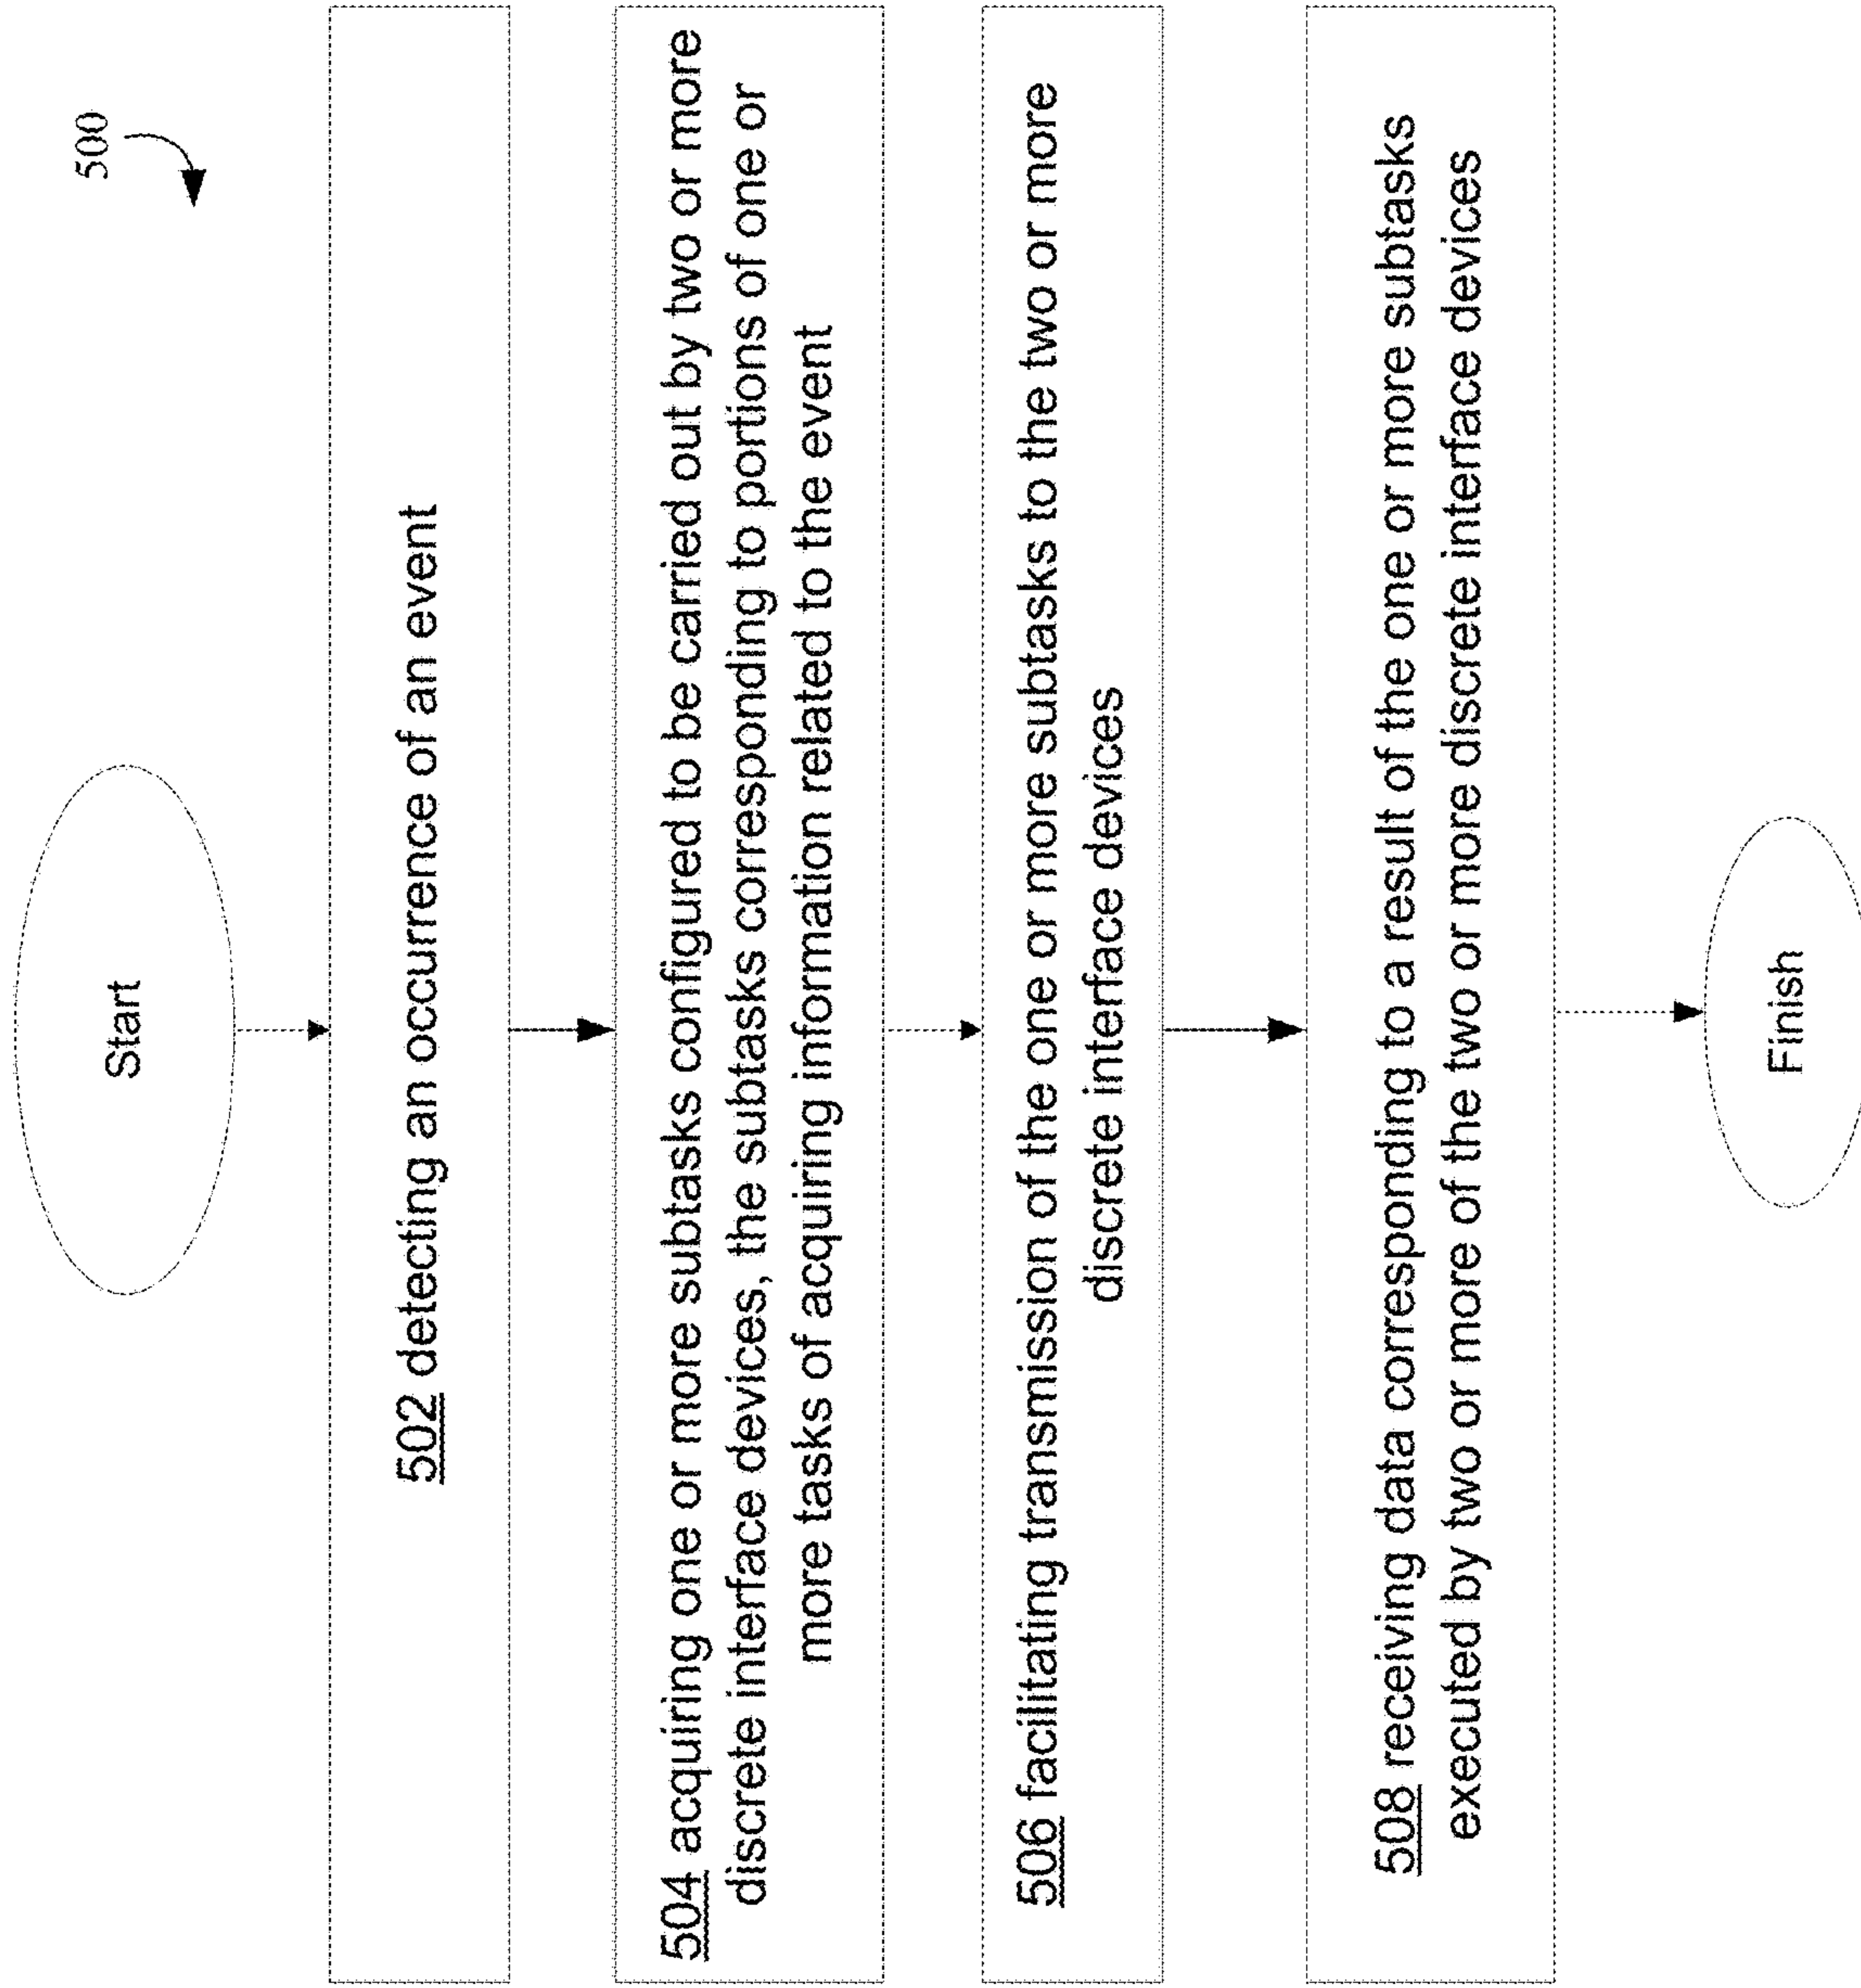 500
Start
502 detecting an occurrence of an event
504 acquiring one or more subtasks configured to be carried out by two or more
discrete interface devices, the subtasks corresponding to portions of one or
more tasks of acquiring information related to the event
506 facilitating transmission of the one or more subtasks to the two or more
discrete interface devices
508 receiving data corresponding to a result of the one or more subtasks
executed by two or more of the two or more discrete interface devices
Finish